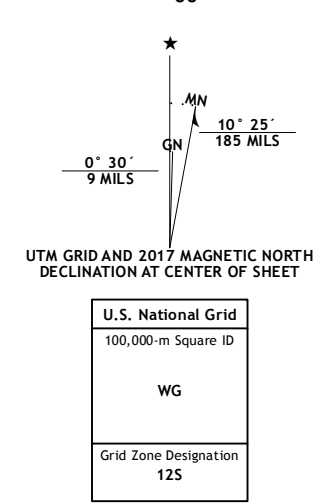 ★
MN
10° 25´
185 MILS
GN
0° 30´
9 MILS
UTM GRID AND 2017 MAGNETIC NORTH
DECLINATION AT CENTER OF SHEET
U.S. National Grid
100,000-m Square ID
WG
Grid Zone Designation
12S